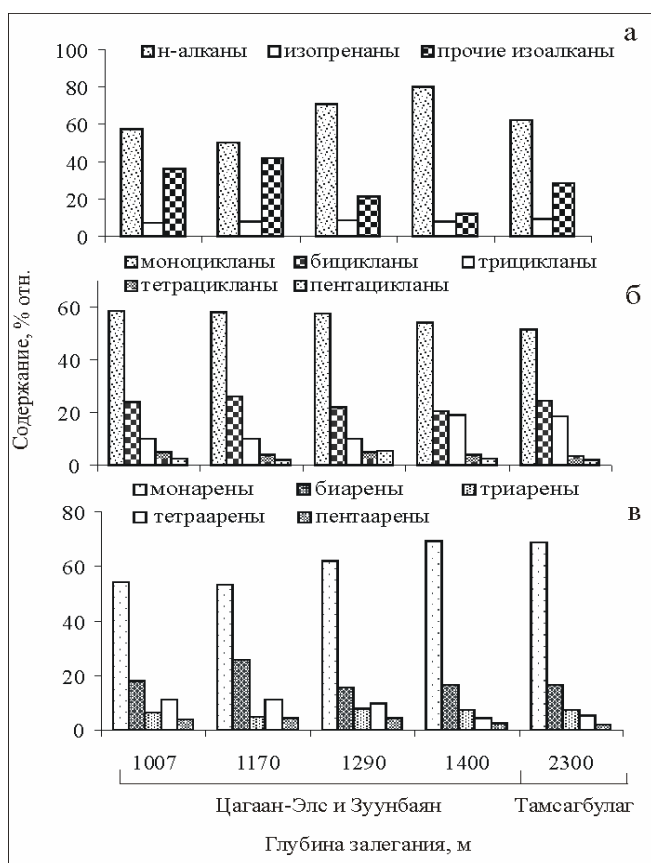 а
н-алканы изопренаны прочие изоалканы
100
80
60
40
20
0
моноцикланы бицикланы трицикланы
тетрацикланы пентацикланы
б
60
40
20
0
монарены биарены триарены
тетраарены пентаарены
в
80
60
40
20
0
Содержание, % отн.
1007 1170 1290 1400 2300
Цагаан-Элс и Зуунбаян Тамсагбулаг
Глубина залегания, м